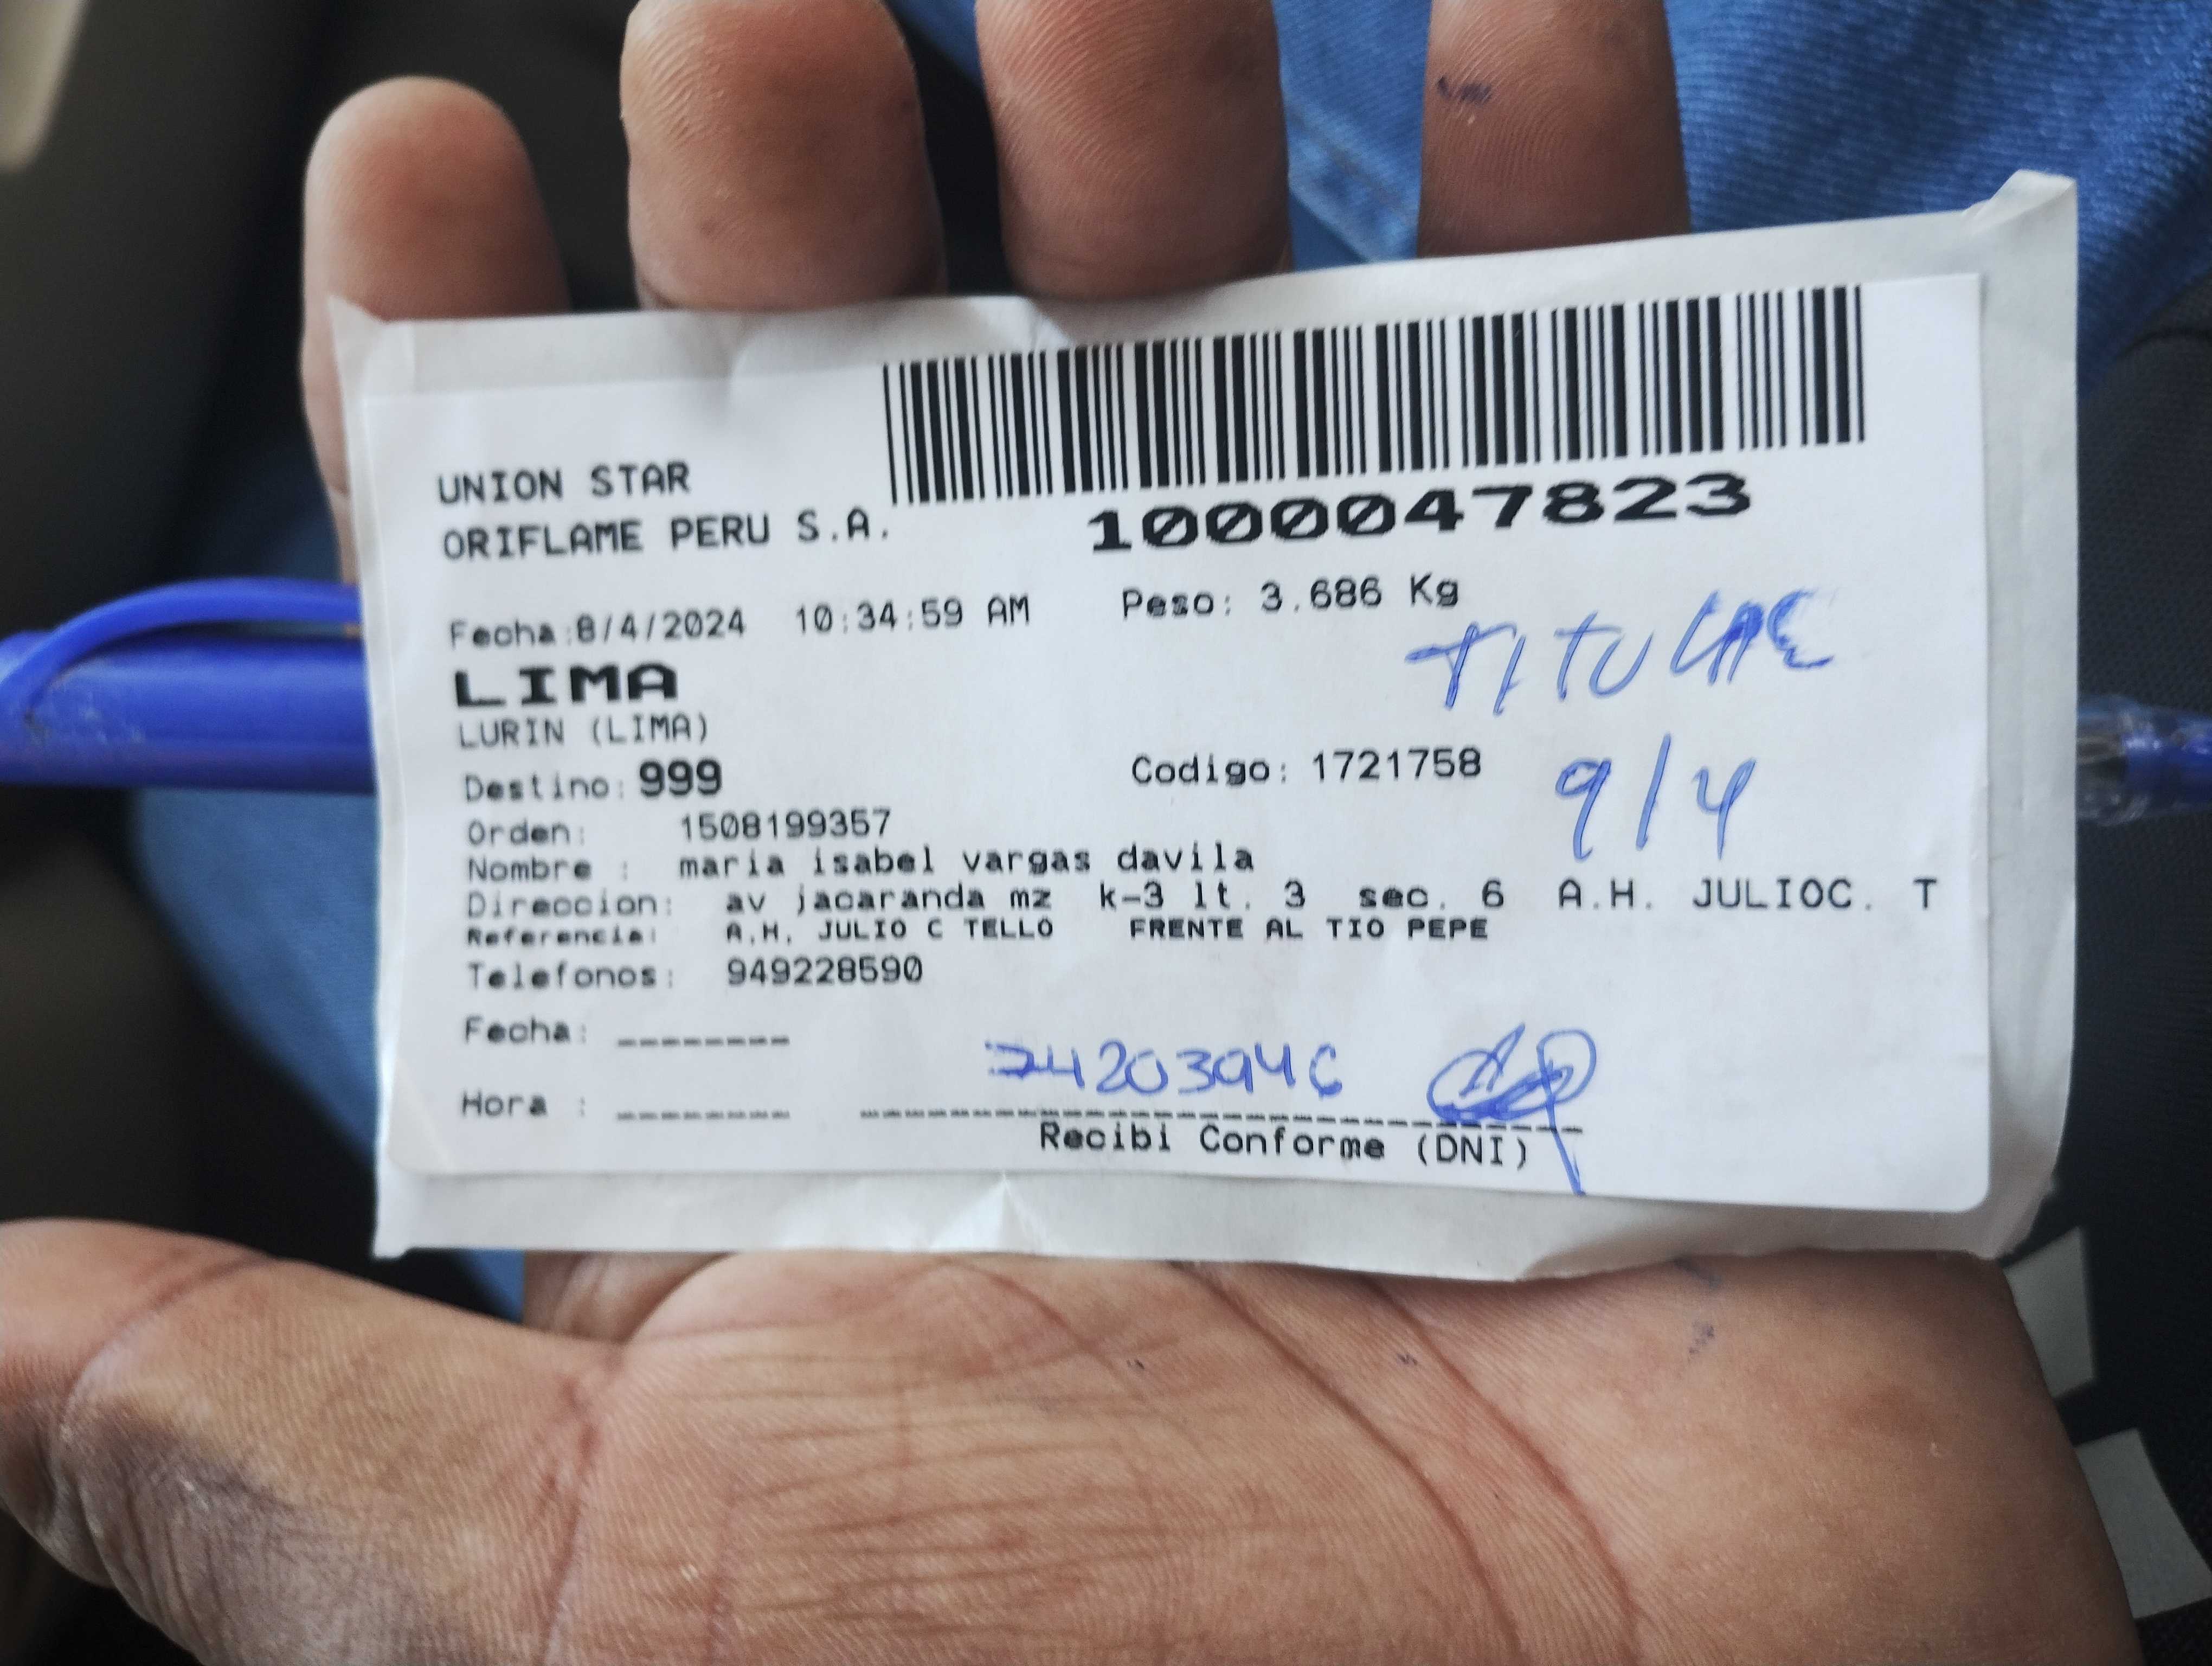 UNION STAR
ORIFLAME PERU S.A.
1000047823
Fecha:8/4/2024 10:34:59 AM Peso: 3.686 Kg
LIMA
LURIN (LIMA)
9/4
Destino: 999 Codigo: 1721758
Orden: 1508199357
Nombre : maria isabel vargas davila
Direccion: av jacaranda mz k-3 lt. 3 sec. 6 A.H. JULIOC. T
Referencia: A.H. JULIO C TELLO FRENTE AL TIO PEPE
Telefonos: 949228590
Fecha: --------
Hora : --------
Recibi Conforme (DNI)